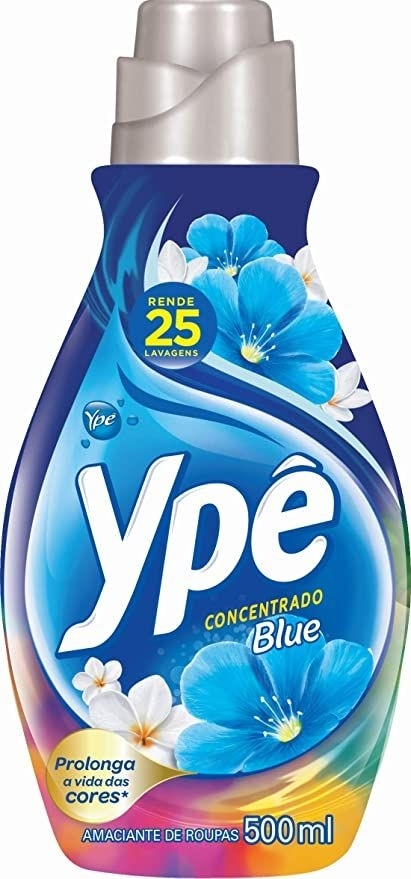 RENDE
25
LAVAGENS
Ypê
Ypê
CONCENTRADO
Blue
Prolonga
a vida das
cores*
AMACIANTE DE ROUPAS 500ml